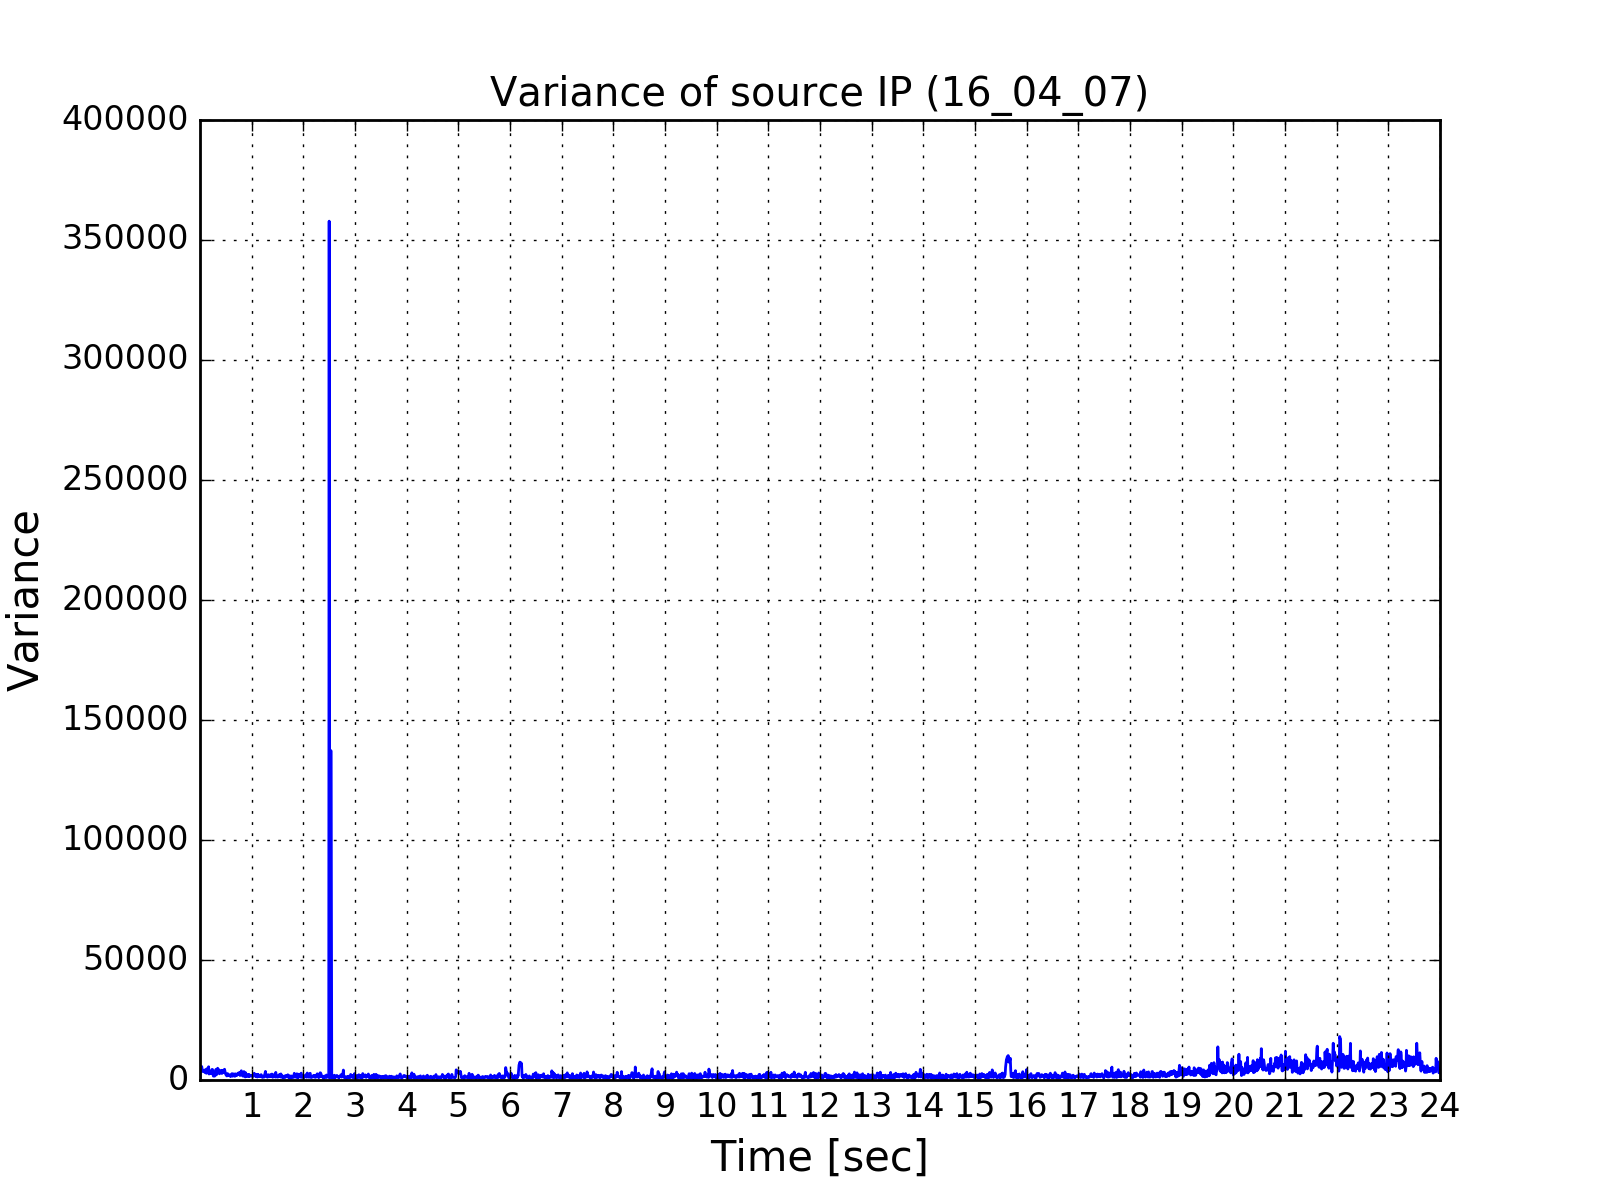 Variance of source IP (16_04_07)
400000
350000
300000
250000
200000
150000
100000
50000
0
Variance
1 2 3 4 5 6 7 8 9 10 11 12 13 14 15 16 17 18 19 20 21 22 23 24
Time [sec]